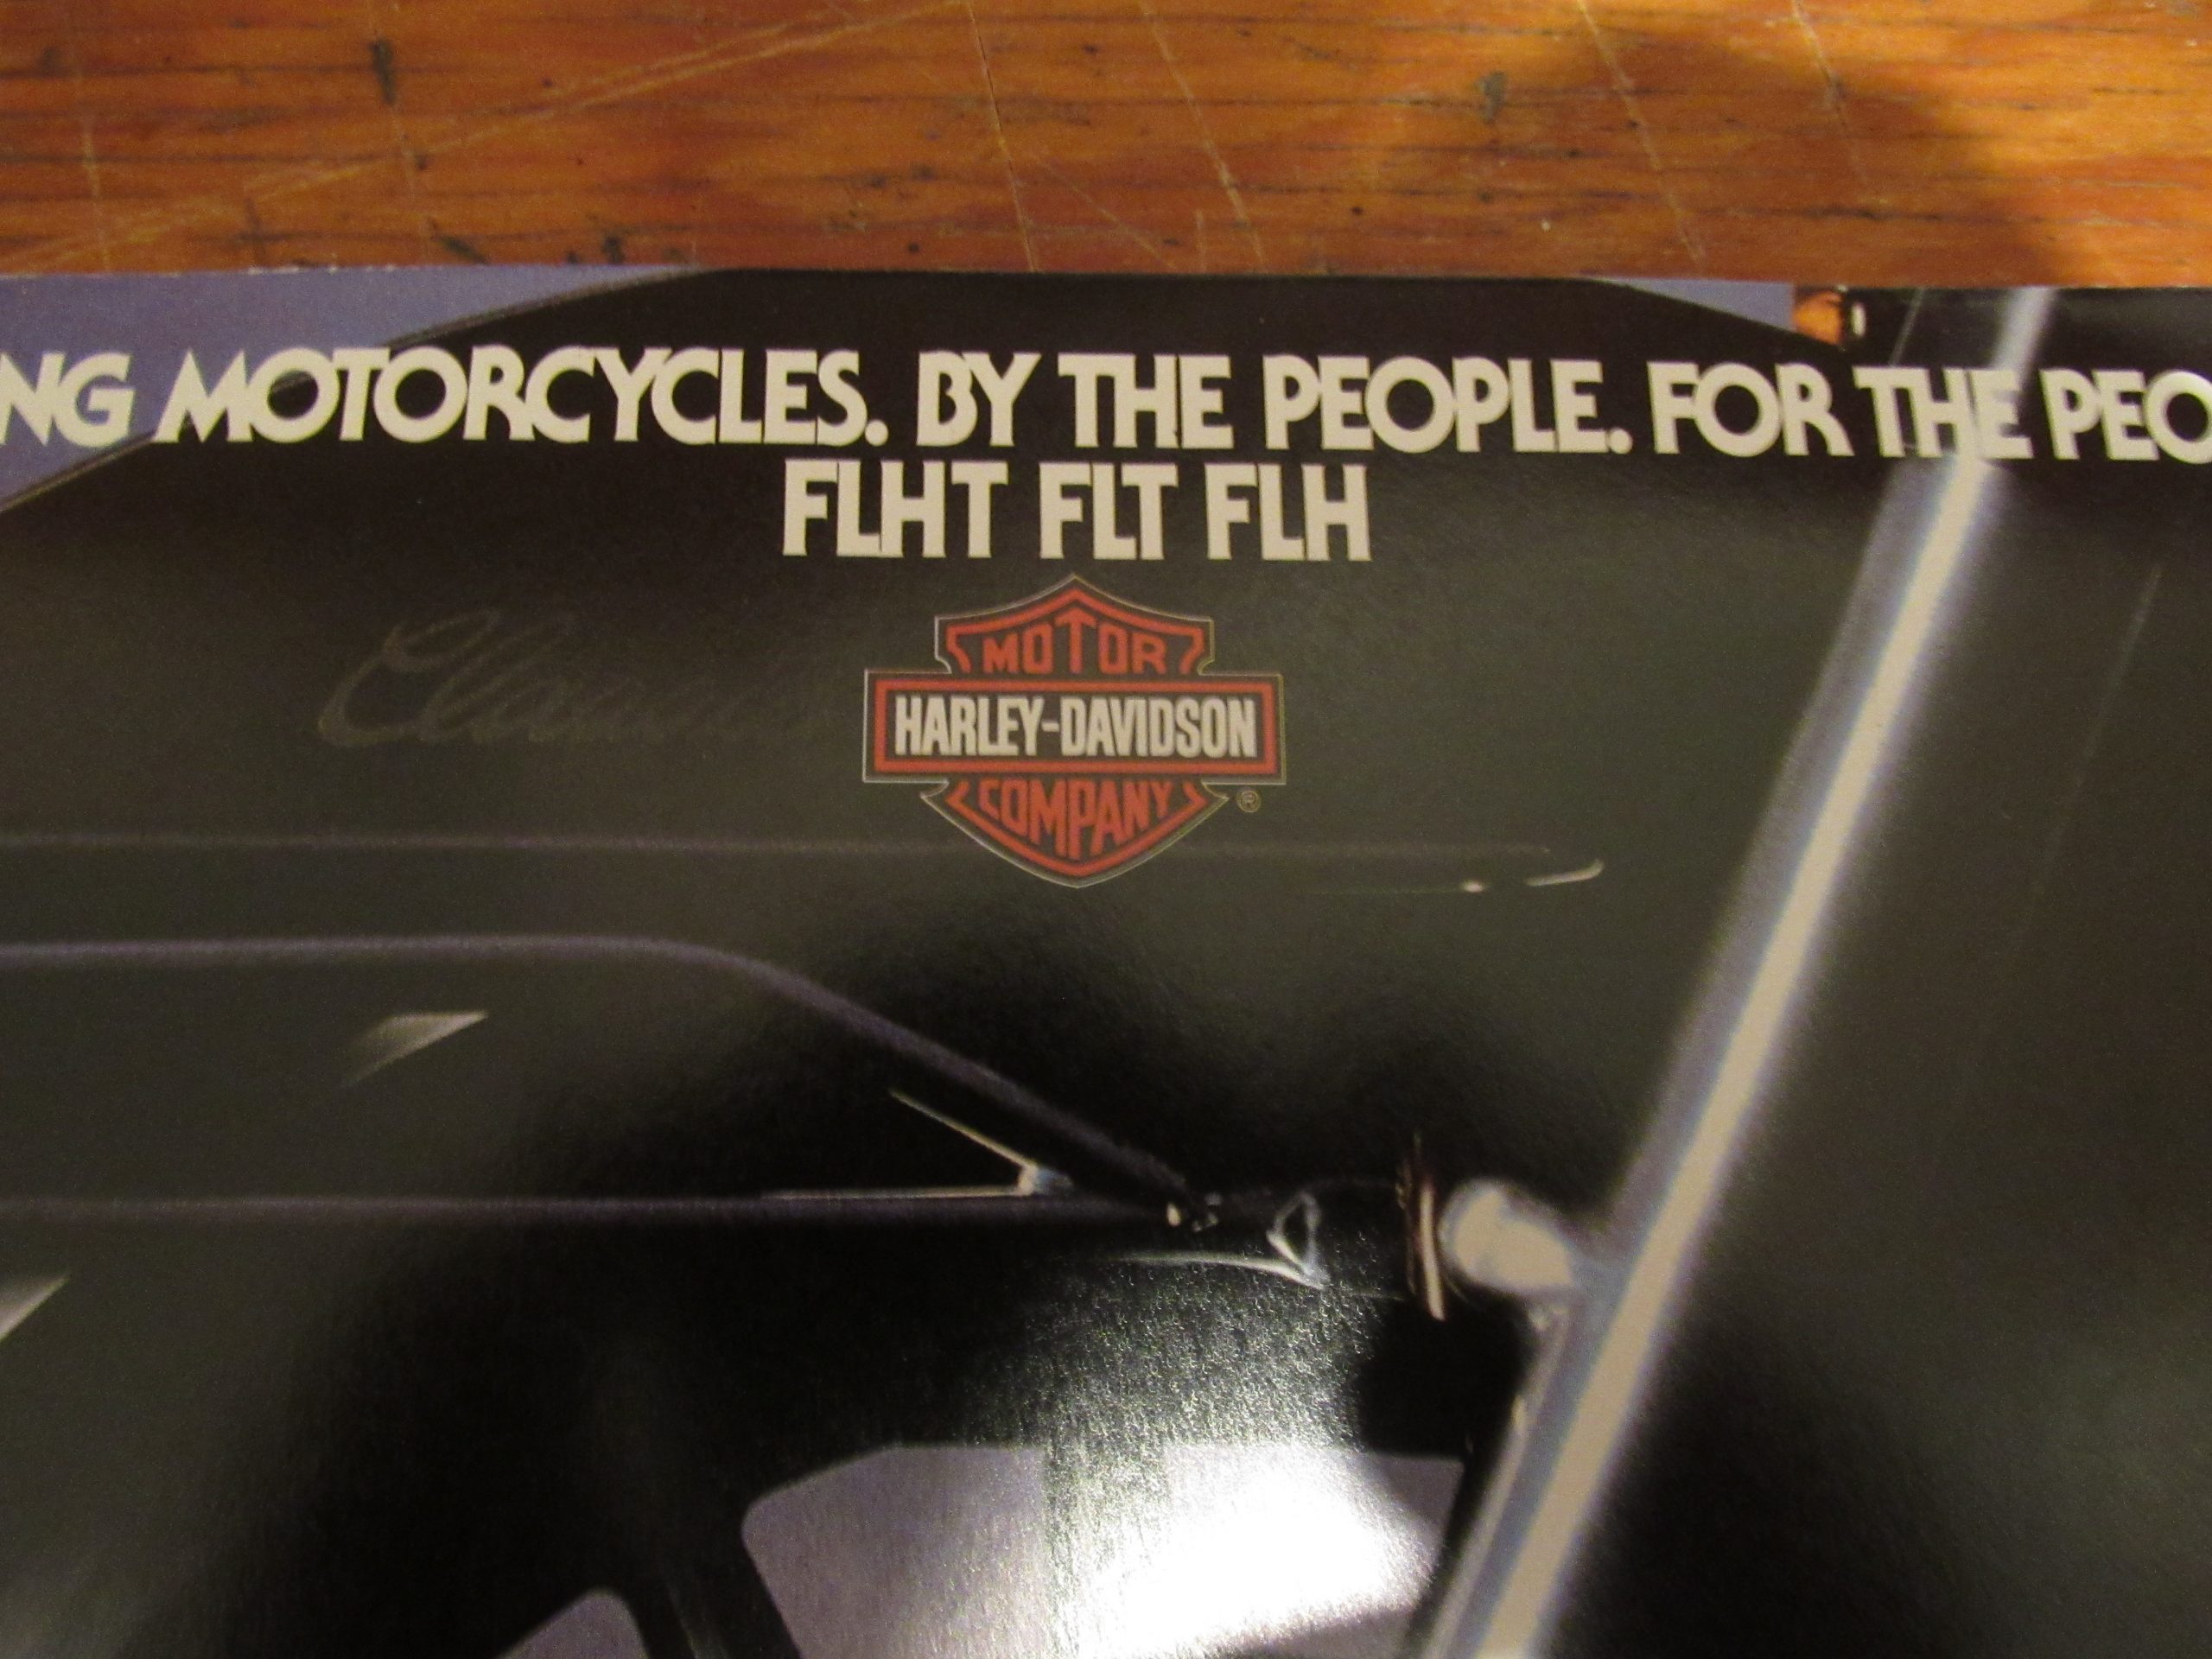 NG MOTORCYCLES. BY THE PEOPLE. FOR THE PEO
FLHT FLT FLH
MOTOR
HARLEY-DAVIDSON
COMPANY
®